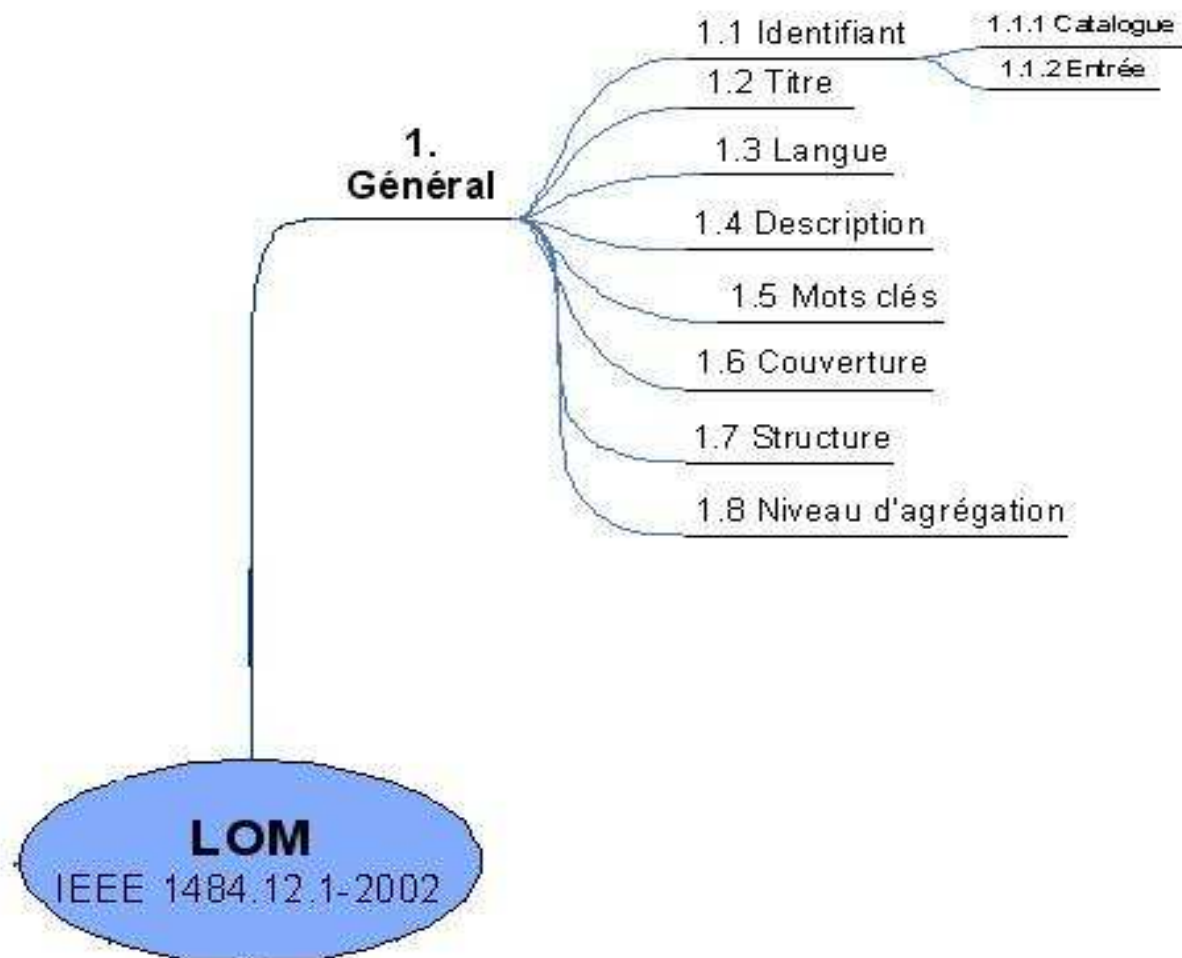 1.1 Identifiant
1.1.1 Catalogue
1.1.2 Entrée
1.2 Titre
1.3 Langue
1.
Général
1.4 Description
1.5 Mots clés
1.6 Couverture
1.7 Structure
1.8 Niveau d'agrégation
LOM
IEEE 1484.12.1-2002